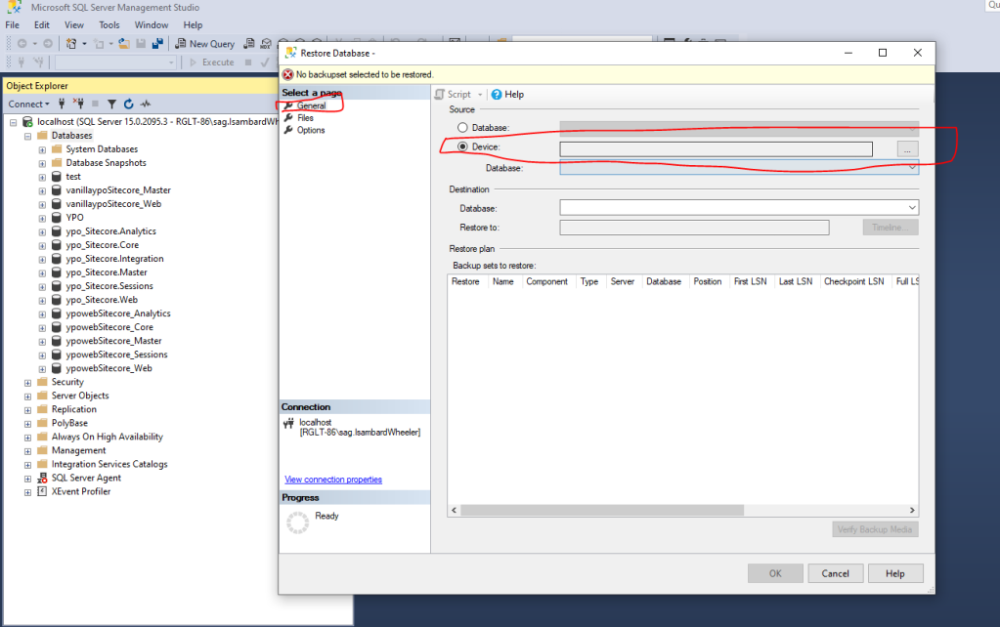 Microsoft SQL Server Management Studio
Qu
File Edit View Tools Window Help
New Query
Execute
Object Explorer
Connect
localhost (SQL Server 15.0.2095.3 - RGLT-86\sag.IsambardWh
Databases
System Databases
Database Snapshots
test
vanillaypoSitecore_Master
vanillaypoSitecore_Web
YPO
ypo_Sitecore.Analytics
ypo_Sitecore.Core
ypo_Sitecore.Integration
ypo_Sitecore.Master
ypo_Sitecore.Sessions
ypo_Sitecore.Web
ypowebSitecore_Analytics
ypowebSitecore_Core
ypowebSitecore_Master
ypowebSitecore_Sessions
ypowebSitecore_Web
Security
Server Objects
Replication
PolyBase
Always On High Availability
Management
Integration Services Catalogs
SQL Server Agent
XEvent Profiler
Restore Database -
No backupset selected to be restored.
Select a page
General
Files
Options
Connection
localhost
[RGLT-86\sag.IsambardWheeler]
View connection properties
Progress
Ready
Script Help
Source
Database:
Device:
...
Database:
Destination
Database:
Restore to:
Timeline...
Restore plan
Backup sets to restore:
Restore Name Component Type Server Database Position First LSN Last LSN Checkpoint LSN Full LS
Verify Backup Media
OK Cancel Help